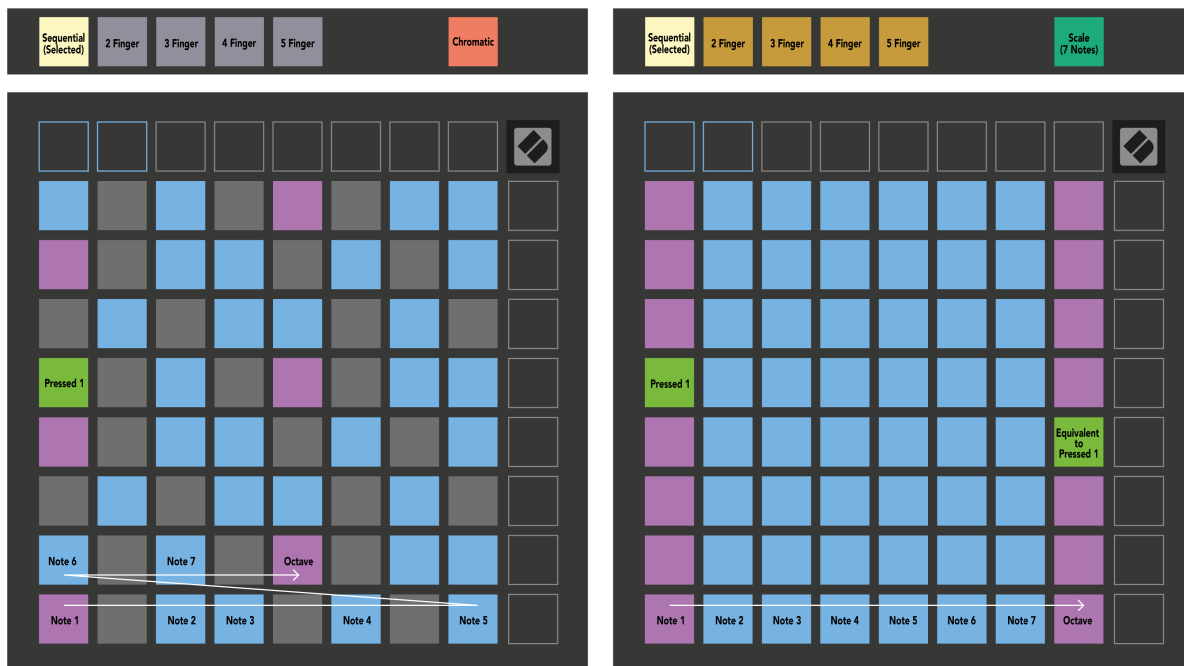 Sequential
(Selected)
2 Finger
3 Finger
4 Finger
5 Finger
Chromatic
Pressed 1
Note 6
Note 7
Octave
Note 1
Note 2
Note 3
Note 4
Note 5
Sequential
(Selected)
2 Finger
3 Finger
4 Finger
5 Finger
Scale
(7 Notes)
Pressed 1
Equivalent
to
Pressed 1
Note 1
Note 2
Note 3
Note 4
Note 5
Note 6
Note 7
Octave